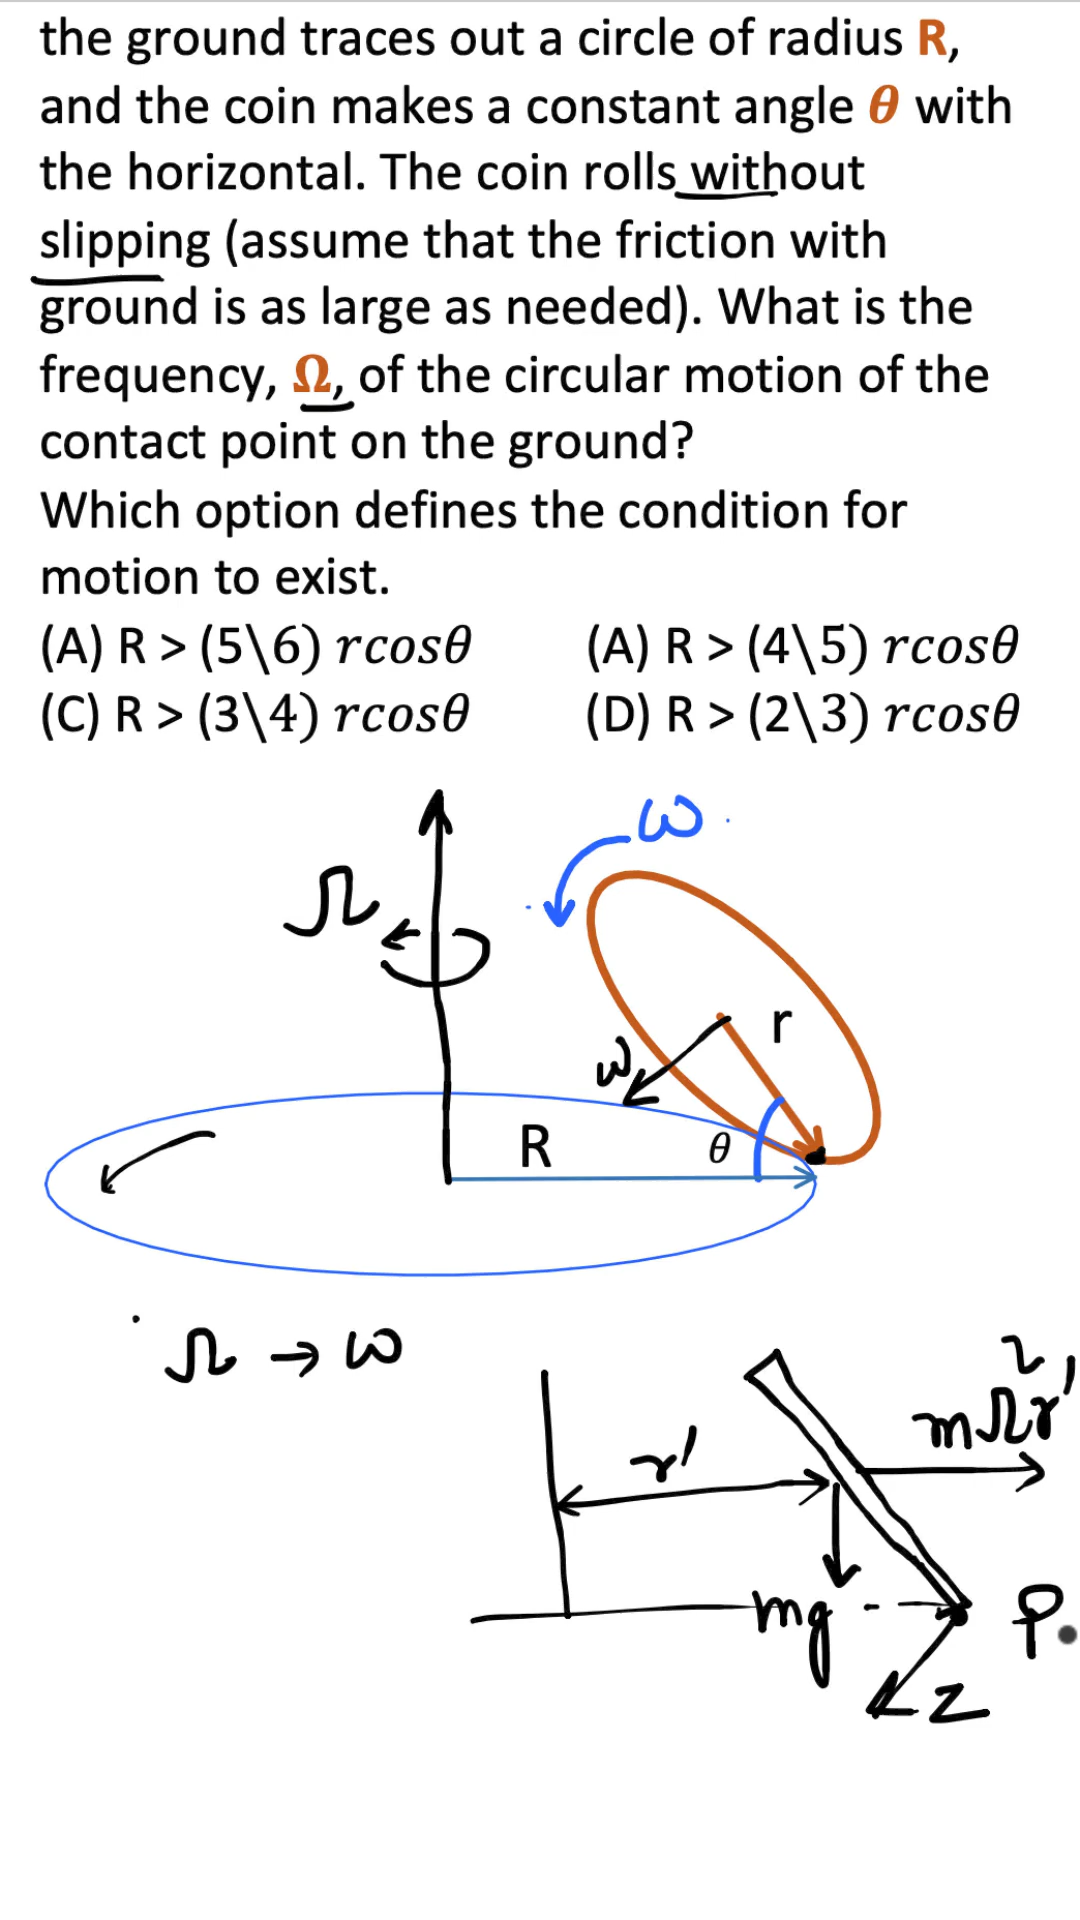 the ground traces out a circle of radius R,
and the coin makes a constant angle θ with
the horizontal. The coin rolls without
slipping (assume that the friction with
ground is as large as needed). What is the
frequency, Ω, of the circular motion of the
contact point on the ground?
Which option defines the condition for
motion to exist.
(A) R > (5\6) rcosθ (A) R > (4\5) rcosθ
(C) R > (3\4) rcosθ (D) R > (2\3) rcosθ
ω
Ω
r
ω
R
θ
Ω → ω
mΩ²r'
r'
mg
P
z